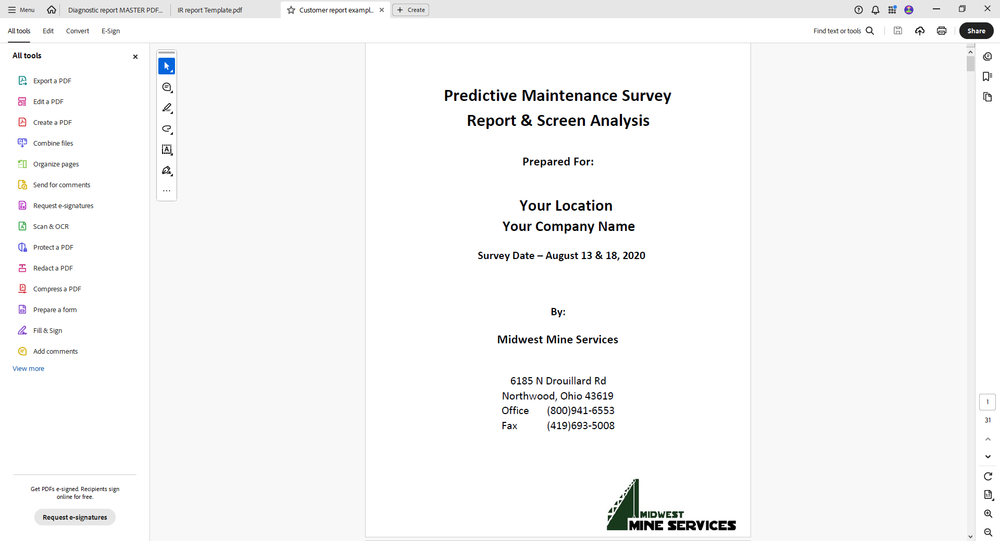 Menu
Diagnostic report MASTER PDF...
IR report Template.pdf
Customer report exampl...
Create
All tools
Edit
Convert
E-Sign
Find text or tools
Share
All tools
Export a PDF
Edit a PDF
Create a PDF
Combine files
Organize pages
Send for comments
Request e-signatures
Scan & OCR
Protect a PDF
Redact a PDF
Compress a PDF
Prepare a form
Fill & Sign
Add comments
View more
Get PDFs e-signed. Recipients sign
online for free.
Request e-signatures
Predictive Maintenance Survey
Report & Screen Analysis
Prepared For:
Your Location
Your Company Name
Survey Date – August 13 & 18, 2020
By:
Midwest Mine Services
6185 N Drouillard Rd
Northwood, Ohio 43619
Office (800)941-6553
Fax (419)693-5008
MIDWEST
MINE SERVICES
1
31
1:1